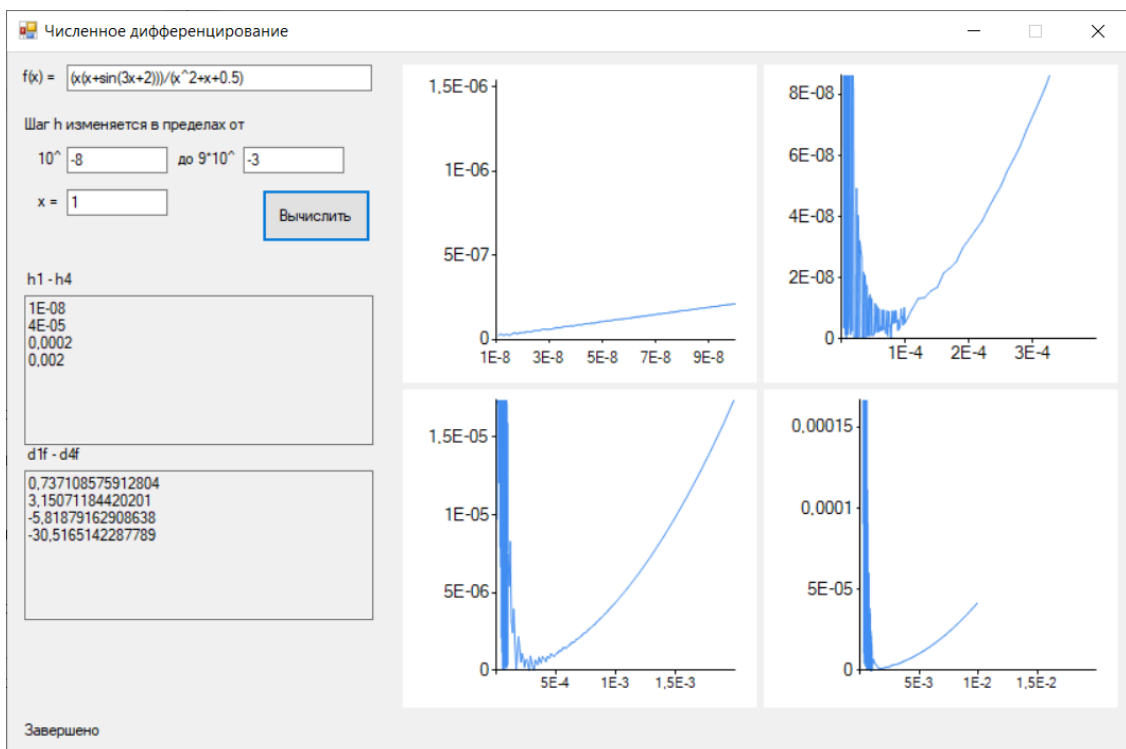 Численное дифференцирование
f(x) = (x(x+sin(3x+2)))/(x^2+x+0.5)
Шаг h изменяется в пределах от
10^ -8 до 9*10^ -3
x = 1
Вычислить
h1 - h4
1E-08
4E-05
0,0002
0,002
d1f - d4f
0,737108575912804
3,15071184420201
-5,81879162908638
-30,5165142287789
Завершено
1,5E-06
1E-06
5E-07
0
1E-8 3E-8 5E-8 7E-8 9E-8
8E-08
6E-08
4E-08
2E-08
0
1E-4 2E-4 3E-4
1,5E-05
1E-05
5E-06
0
5E-4 1E-3 1,5E-3
0,00015
0,0001
5E-05
0
5E-3 1E-2 1,5E-2